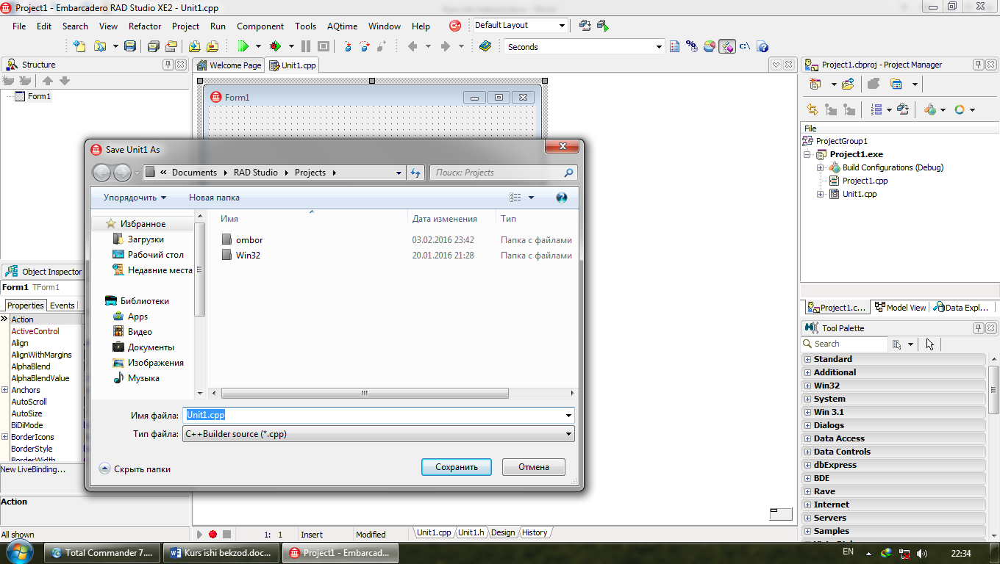 Project1 - Embarcadero RAD Studio XE2 - Unit1.cpp
File Edit Search View Refactor Project Run Component Tools AQtime Window Help Default Layout
Seconds
Structure
Form1
Welcome Page Unit1.cpp
Form1
Project1.cbproj - Project Manager
File
ProjectGroup1
Project1.exe
Build Configurations (Debug)
Project1.cpp
Unit1.cpp
Save Unit1 As
« Documents RAD Studio Projects
Поиск: Projects
Упорядочить Новая папка
Избранное
Загрузки
Рабочий стол
Недавние места
Библиотеки
Apps
Видео
Документы
Изображения
Музыка
Имя Дата изменения Тип
ombor 03.02.2016 23:42 Папка с файлами
Win32 20.01.2016 21:28 Папка с файлами
Имя файла: Unit1.cpp
Тип файла: C++Builder source (*.cpp)
Скрыть папки Сохранить Отмена
Object Inspector
Form1 TForm1
Properties Events
Action
ActiveControl
Align
AlignWithMargins
AlphaBlend
AlphaBlendValue
Anchors
AutoScroll
AutoSize
BiDiMode
BorderIcons
BorderStyle
BorderWidth
New LiveBinding...
Action
All shown
Project1.c... Model View Data Expl...
Tool Palette
Search
Standard
Additional
Win32
System
Win 3.1
Dialogs
Data Access
Data Controls
dbExpress
BDE
Rave
Internet
Servers
Samples
1: 1 Insert Modified Unit1.cpp Unit1.h Design History
Total Commander 7.... Kurs ishi bekzod.doc... Project1 - Embarcad... EN 22:34